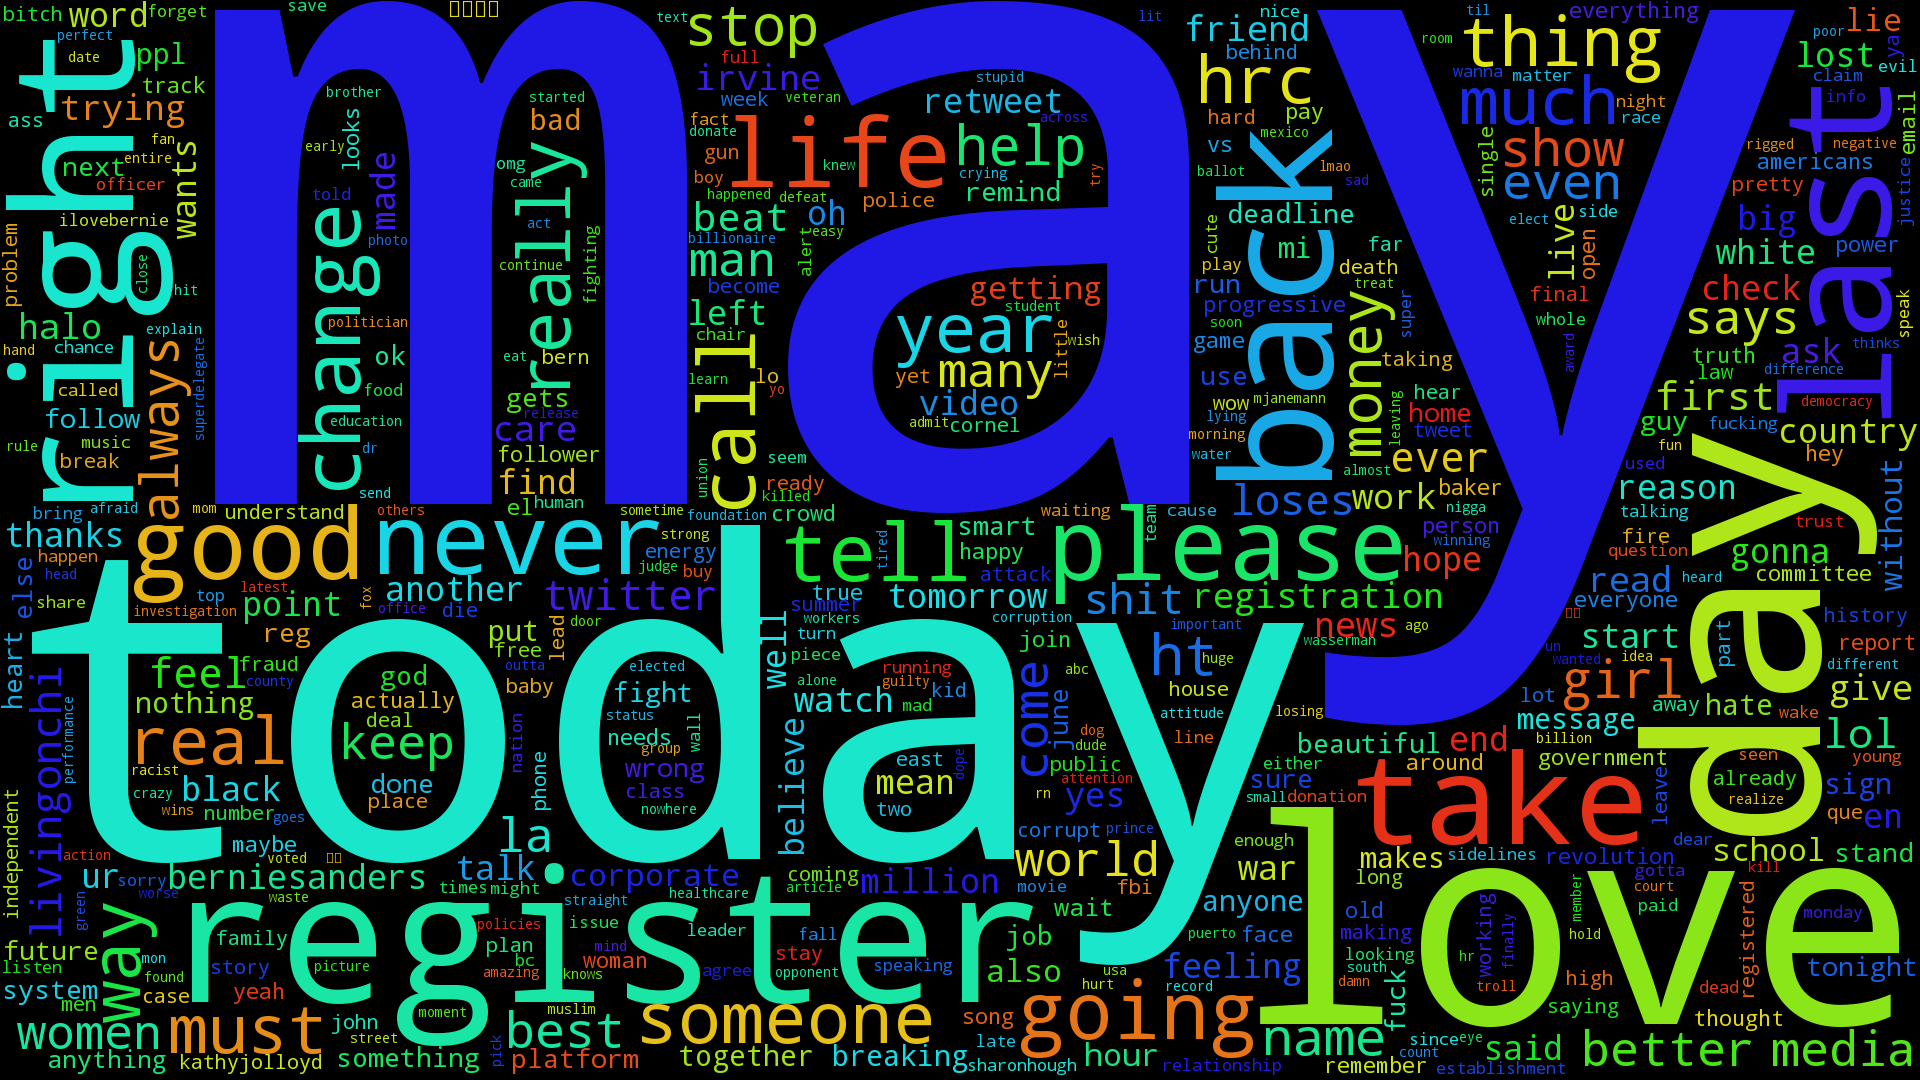 may
today
love
register
right
back
day
last
life
change
really
call
good
never
tell
please
take
real
going
someone
must
way
world
come
year
many
help
stop
retweet
remind
video
getting
irvine
beat
man
left
hrc
friend
thing
much
show
even
live
money
loses
work
ever
hope
news
registration
shit
ht
tomorrow
twitter
another
thanks
always
halo
trying
word
ppl
track
bitch
forget
perfect
date
save
ass
next
officer
fan
entire
ilovebernie
wants
problem
close
hit
explain
hand
chance
called
follow
music
rule
break
superdelegate
bring
afraid
mom
understand
others
happen
head
else
share
investigation
top
latest
point
reg
fox
office
die
energy
judge
buy
strong
sometime
foundation
brother
looks
early
told
made
photo
politician
ok
food
education
dr
send
started
bad
omg
came
act
continue
fighting
eat
bern
gets
release
care
follower
find
el
human
text
full
week
veteran
fact
donate
gun
boy
happened
defeat
knew
stupid
across
crying
try
police
oh
easy
billionaire
alert
become
chair
learn
lo
yo
union
seem
ready
killed
crowd
student
little
wish
yet
admit
cornel
lit
nice
behind
hard
pay
vs
mexico
ballot
lmao
sad
cute
deadline
mi
far
play
death
run
treat
progressive
super
soon
game
taking
use
hear
wow
mjanemann
home
lying
tweet
leaving
morning
water
almost
baker
nigga
til
room
wanna
matter
everything
night
race
single
elect
side
open
final
whole
award
lie
poor
ya
lost
evil
claim
info
email
rigged
negative
americans
pretty
justice
big
white
power
check
says
speak
truth
ask
thinks
law
difference
first
democracy
guy
fucking
country
fun
hey
used
reason
talking
trust
without
fire
question
gonna
committee
heard
read
everyone
history
start
part
report
un
wanted
idea
different
girl
lot
away
hate
wake
give
message
billion
lol
government
seen
already
realize
young
sign
leave
que
en
dear
school
stand
waiting
cause
team
person
winning
smart
happy
tired
attack
true
summer
workers
corruption
important
ago
wasserman
turn
join
piece
well
abc
huge
house
alone
running
guilty
kid
mad
watch
june
attitude
losing
dog
line
dude
public
beautiful
end
either
around
attention
sure
rn
yes
small
donation
east
mean
two
dope
believe
corrupt
prince
enough
put
free
lead
door
outta
baby
elected
fight
status
needs
group
wall
wrong
class
nowhere
nation
phone
la
talk
corporate
god
actually
deal
keep
done
place
heart
livingonchi
feel
fraud
county
nothing
performance
racist
crazy
black
wins
number
goes
independent
maybe
action
voted
ur
sorry
berniesanders
worse
waste
times
might
straight
healthcare
coming
article
million
movie
fbi
war
makes
long
sidelines
revolution
gotta
kill
green
future
family
policies
issue
leader
wait
anyone
old
making
court
paid
member
registered
monday
listen
mon
found
story
picture
plan
bc
amazing
mind
knows
woman
agree
fall
stay
opponent
speaking
job
also
puerto
face
looking
south
working
finally
hold
hr
troll
high
dead
tonight
system
men
case
yeah
usa
hurt
record
feeling
damn
fuck
saying
thought
women
john
moment
street
best
muslim
song
late
name
since
eye
count
said
better
media
anything
kathyjolloyd
something
pick
platform
together
breaking
sharonhough
hour
relationship
remember
establishment